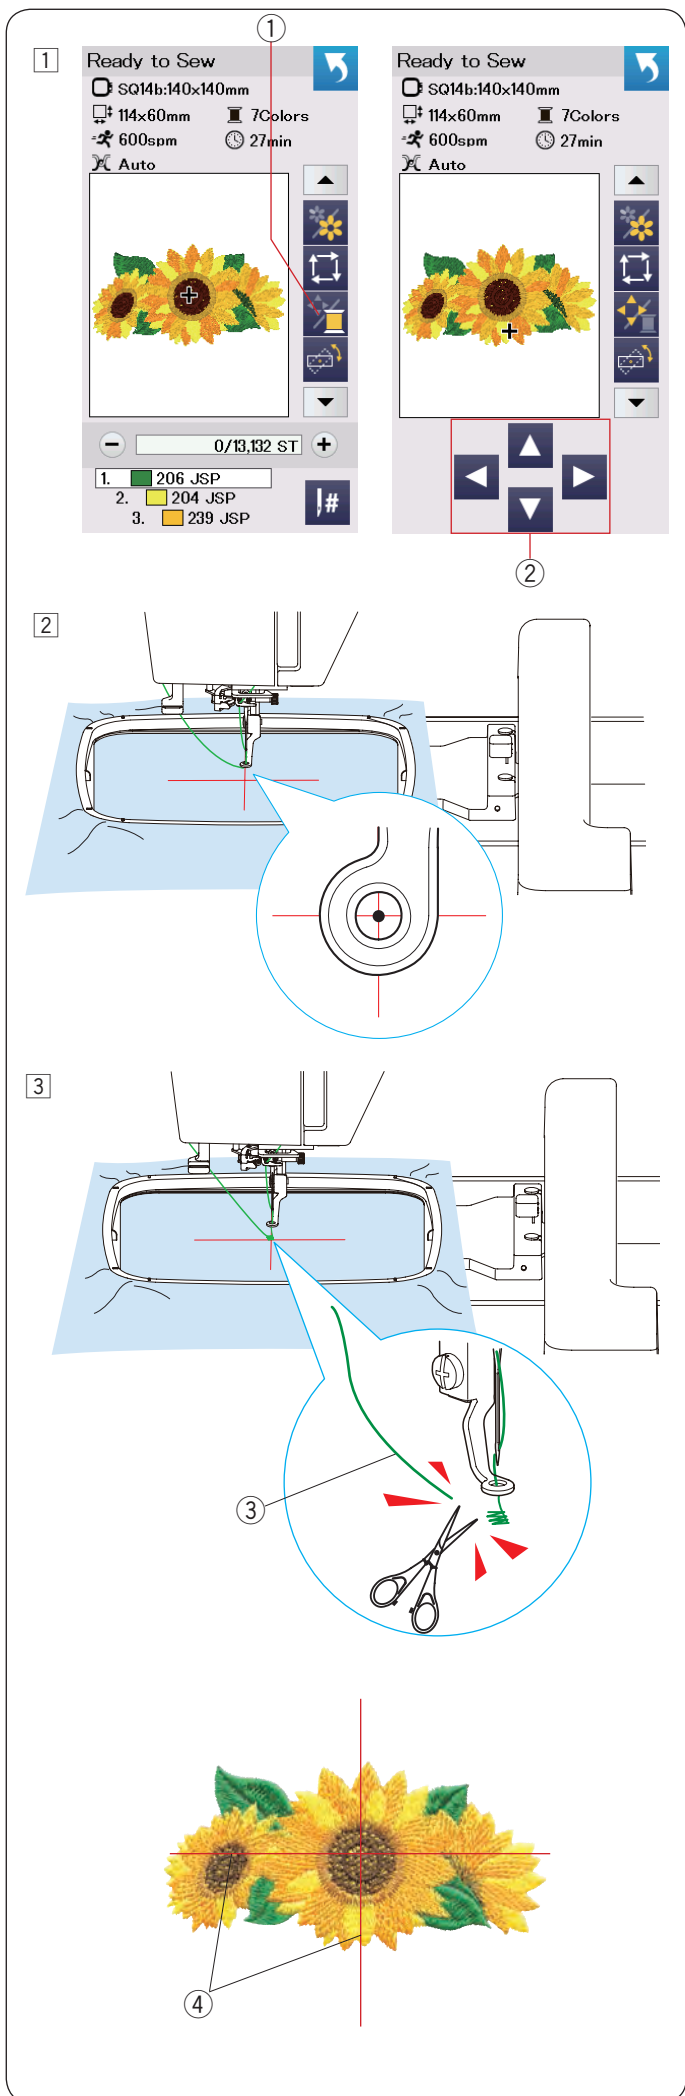 ①
1
Ready to Sew
SQ14b:140x140mm
114x60mm 7Colors
600spm 27min
Auto
0/13,132 ST
1. 206 JSP
2. 204 JSP
3. 239 JSP
#
Ready to Sew
SQ14b:140x140mm
114x60mm 7Colors
600spm 27min
Auto
②
2
3
③
④